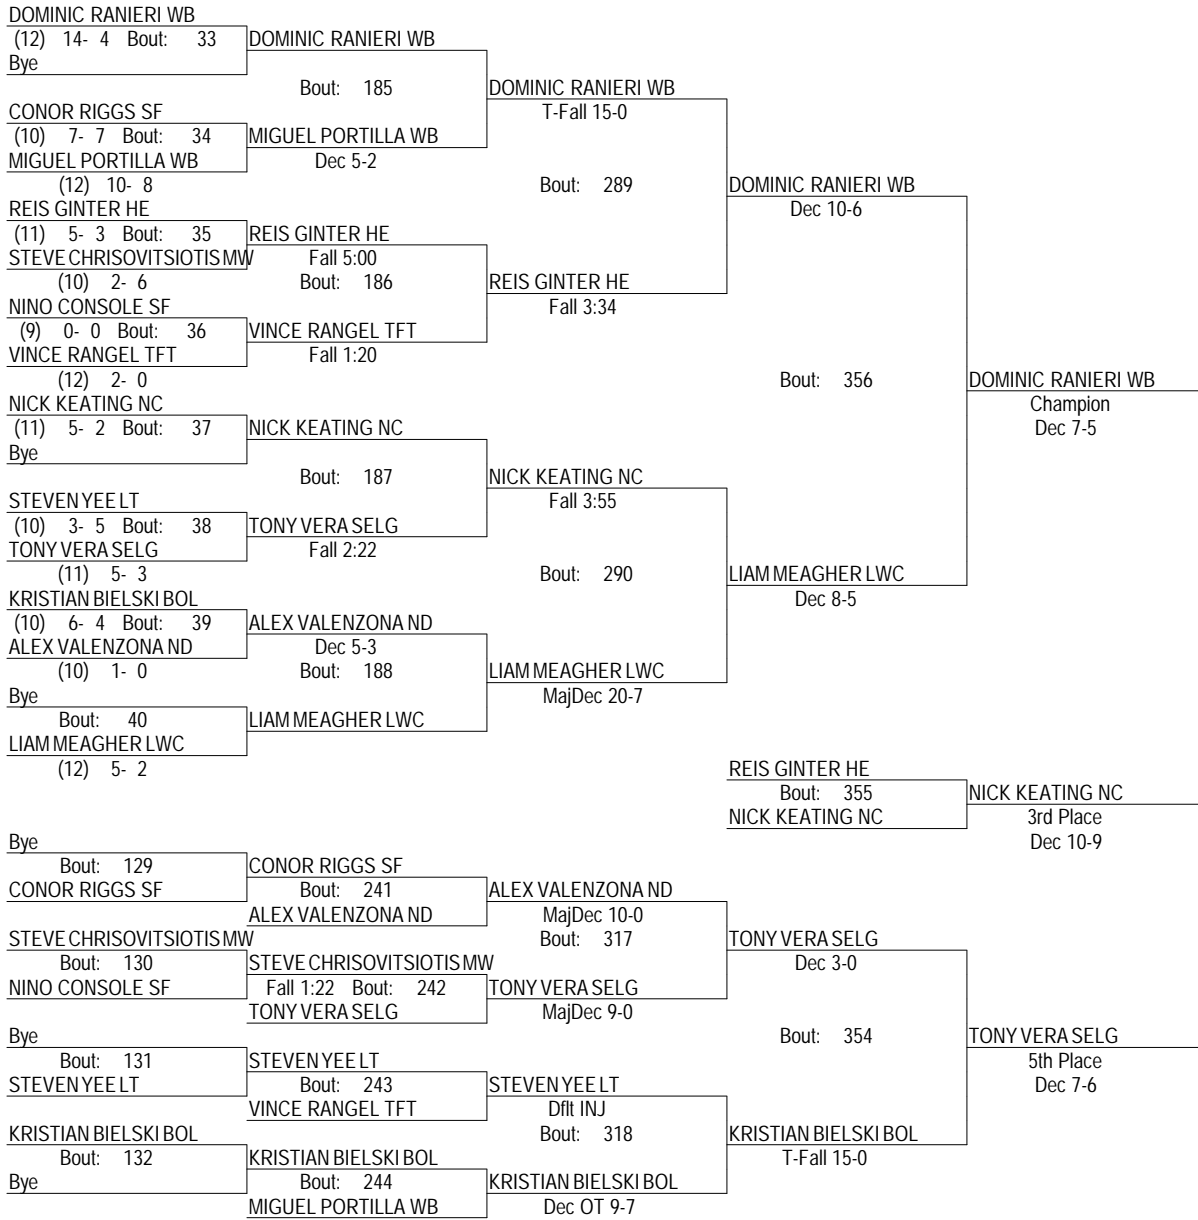 DOMINIC RANIERI WB
(12) 14- 4 Bout: 33 DOMINIC RANIERI WB
Bye
Bout: 185 DOMINIC RANIERI WB
CONOR RIGGS SF T-Fall 15-0
(10) 7- 7 Bout: 34 MIGUEL PORTILLA WB
MIGUEL PORTILLA WB Dec 5-2
(12) 10- 8 Bout: 289 DOMINIC RANIERI WB
REIS GINTER HE Dec 10-6
(11) 5- 3 Bout: 35 REIS GINTER HE
STEVE CHRISOVITSIOTIS MW Fall 5:00
(10) 2- 6 Bout: 186 REIS GINTER HE
NINO CONSOLE SF Fall 3:34
(9) 0- 0 Bout: 36 VINCE RANGEL TFT
VINCE RANGEL TFT Fall 1:20
(12) 2- 0 Bout: 356 DOMINIC RANIERI WB
NICK KEATING NC Champion
(11) 5- 2 Bout: 37 NICK KEATING NC Dec 7-5
Bye
Bout: 187 NICK KEATING NC
STEVEN YEE LT Fall 3:55
(10) 3- 5 Bout: 38 TONY VERA SELG
TONY VERA SELG Fall 2:22
(11) 5- 3 Bout: 290 LIAM MEAGHER LWC
KRISTIAN BIELSKI BOL Dec 8-5
(10) 6- 4 Bout: 39 ALEX VALENZONA ND
ALEX VALENZONA ND Dec 5-3
(10) 1- 0 Bout: 188 LIAM MEAGHER LWC
Bye MajDec 20-7
Bout: 40 LIAM MEAGHER LWC
LIAM MEAGHER LWC
(12) 5- 2 REIS GINTER HE
Bout: 355 NICK KEATING NC
NICK KEATING NC 3rd Place
Bye Dec 10-9
Bout: 129 CONOR RIGGS SF
CONOR RIGGS SF Bout: 241 ALEX VALENZONA ND
ALEX VALENZONA ND MajDec 10-0
STEVE CHRISOVITSIOTIS MW Bout: 317 TONY VERA SELG
Bout: 130 STEVE CHRISOVITSIOTIS MW Dec 3-0
NINO CONSOLE SF Fall 1:22 Bout: 242 TONY VERA SELG
TONY VERA SELG MajDec 9-0
Bye Bout: 354 TONY VERA SELG
Bout: 131 STEVEN YEE LT 5th Place
STEVEN YEE LT Bout: 243 STEVEN YEE LT Dec 7-6
VINCE RANGEL TFT Dflt INJ
KRISTIAN BIELSKI BOL Bout: 318 KRISTIAN BIELSKI BOL
Bout: 132 KRISTIAN BIELSKI BOL T-Fall 15-0
Bye Bout: 244 KRISTIAN BIELSKI BOL
MIGUEL PORTILLA WB Dec OT 9-7